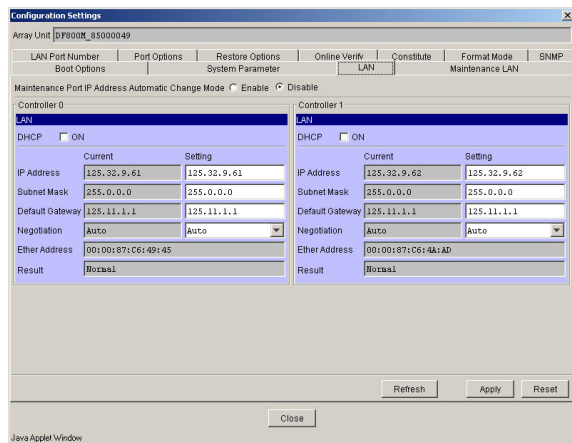 Configuration Settings
Array Unit DF800M_85000049
LAN Port Number Port Options Restore Options Online Verify Constitute Format Mode SNMP
Boot Options System Parameter LAN Maintenance LAN
Maintenance Port IP Address Automatic Change Mode Enable Disable
Controller 0
LAN
DHCP ON
Current Setting
IP Address 125.32.9.61 125.32.9.61
Subnet Mask 255.0.0.0 255.0.0.0
Default Gateway 125.11.1.1 125.11.1.1
Negotiation Auto Auto
Ether Address 00:00:87:C6:49:45
Result Normal
Controller 1
LAN
DHCP ON
Current Setting
IP Address 125.32.9.62 125.32.9.62
Subnet Mask 255.0.0.0 255.0.0.0
Default Gateway 125.11.1.1 125.11.1.1
Negotiation Auto Auto
Ether Address 00:00:87:C6:4A:AD
Result Normal
Refresh Apply Reset
Close
Java Applet Window